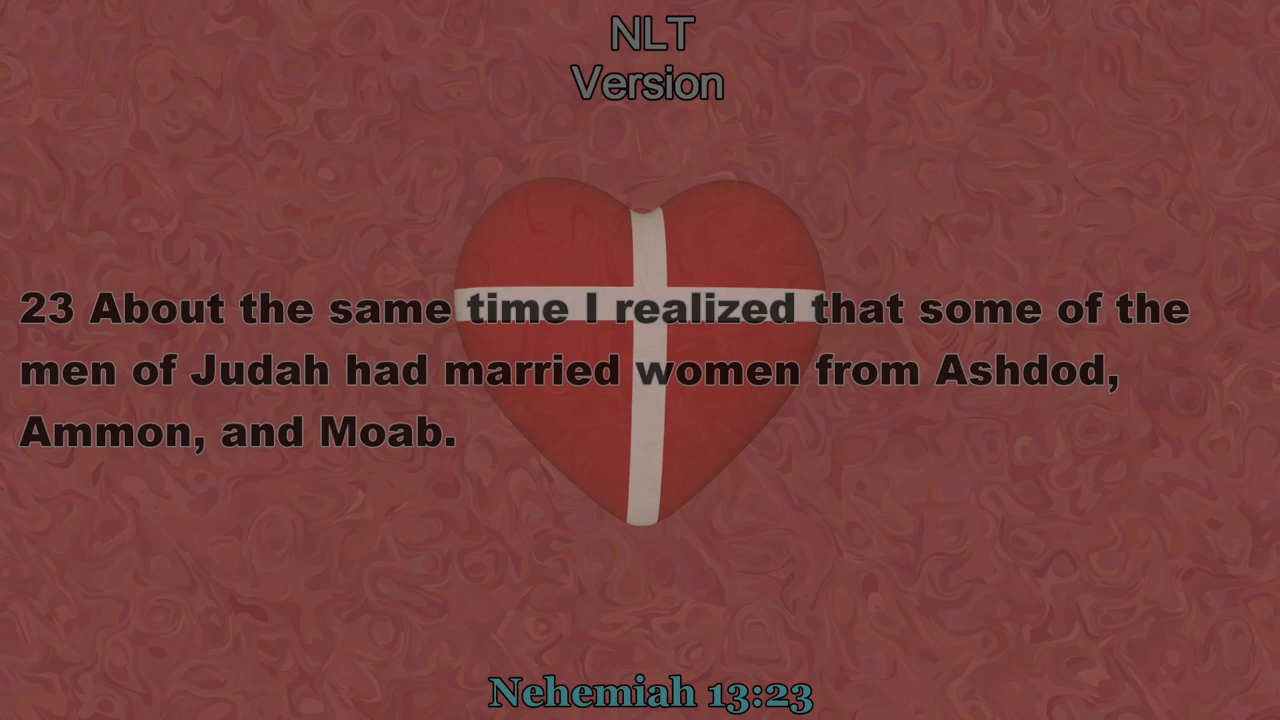 NLT
Version
23 About the same time I realized that some of the
men of Judah had married women from Ashdod,
Ammon, and Moab.
Nehemiah 13:23